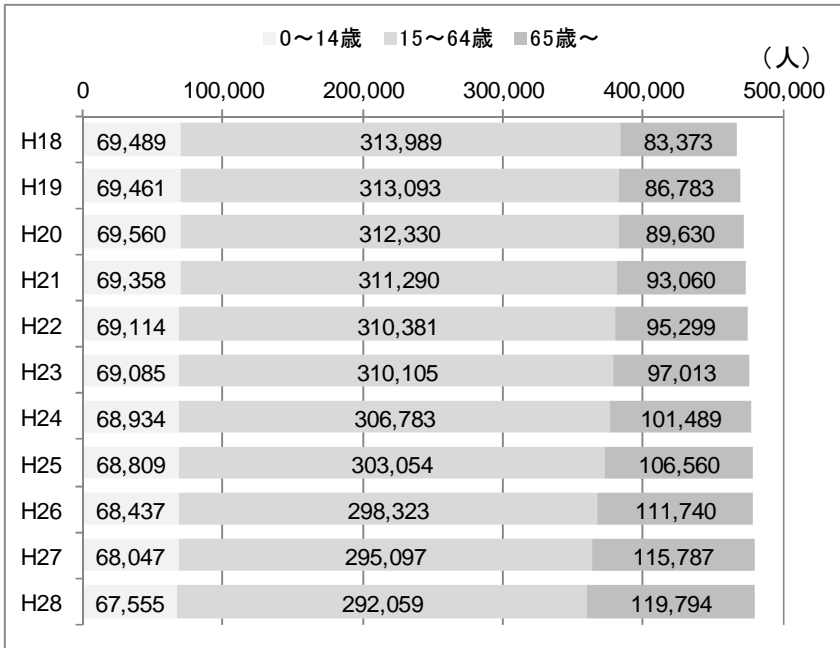 0～14歳 15～64歳 65歳～
（人）
0 100,000 200,000 300,000 400,000 500,000
H18 69,489 313,989 83,373
H19 69,461 313,093 86,783
H20 69,560 312,330 89,630
H21 69,358 311,290 93,060
H22 69,114 310,381 95,299
H23 69,085 310,105 97,013
H24 68,934 306,783 101,489
H25 68,809 303,054 106,560
H26 68,437 298,323 111,740
H27 68,047 295,097 115,787
H28 67,555 292,059 119,794